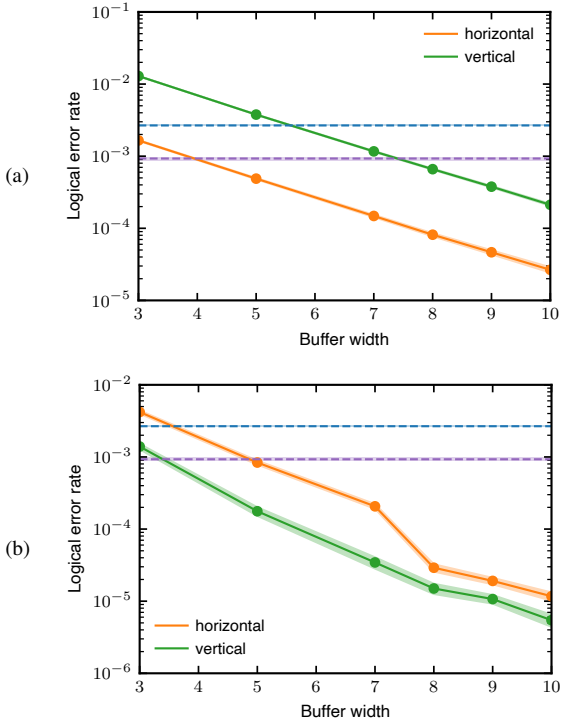 (a)
Logical error rate
10⁻¹
10⁻²
10⁻³
10⁻⁴
10⁻⁵
horizontal
vertical
3 4 5 6 7 8 9 10
Buffer width
(b)
Logical error rate
10⁻²
10⁻³
10⁻⁴
10⁻⁵
10⁻⁶
horizontal
vertical
3 4 5 6 7 8 9 10
Buffer width